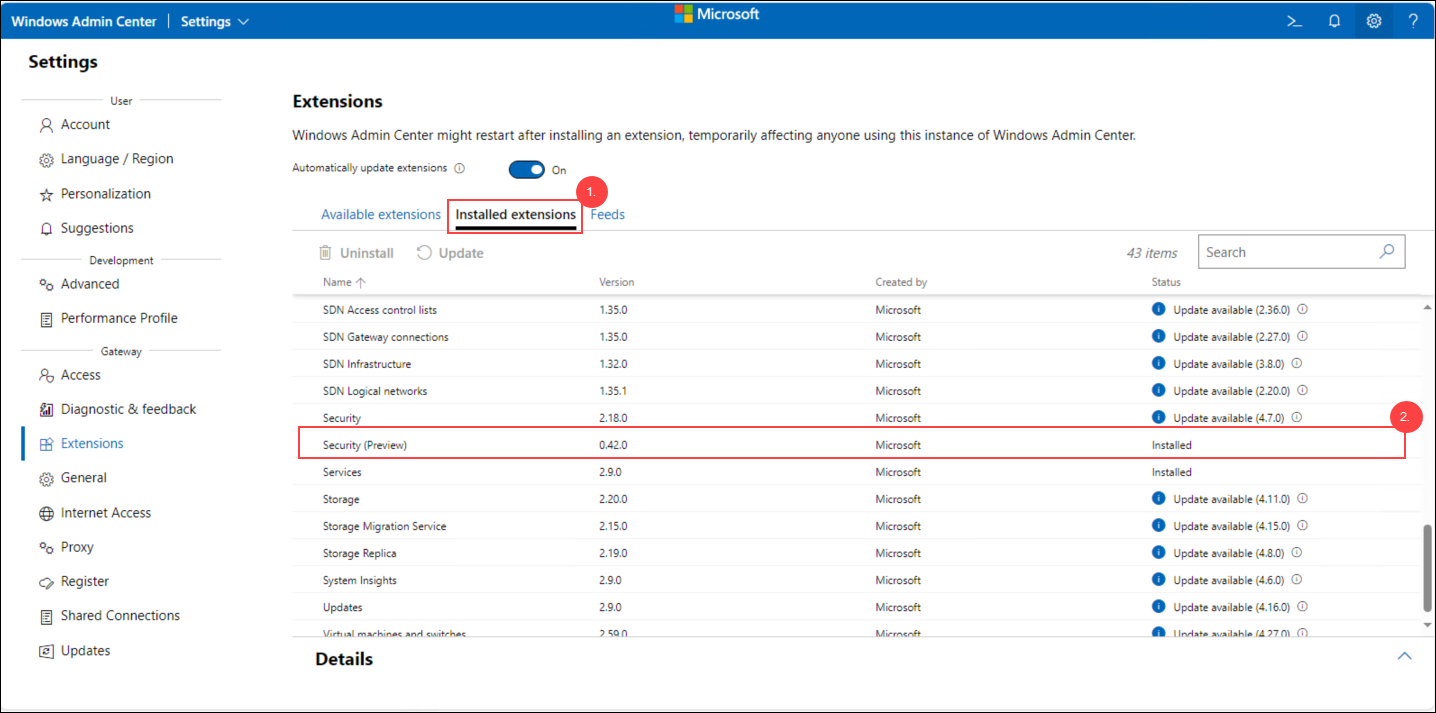 Windows Admin Center | Settings Microsoft
Settings
User
Account
Language / Region
Personalization
Suggestions
Development
Advanced
Performance Profile
Gateway
Access
Diagnostic & feedback
Extensions
General
Internet Access
Proxy
Register
Shared Connections
Updates
Extensions
Windows Admin Center might restart after installing an extension, temporarily affecting anyone using this instance of Windows Admin Center.
Automatically update extensions On
1.
Available extensions Installed extensions Feeds
Uninstall Update 43 items Search
Name Version Created by Status
SDN Access control lists 1.35.0 Microsoft Update available (2.36.0)
SDN Gateway connections 1.35.0 Microsoft Update available (2.27.0)
SDN Infrastructure 1.32.0 Microsoft Update available (3.8.0)
SDN Logical networks 1.35.1 Microsoft Update available (2.20.0)
Security 2.18.0 Microsoft Update available (4.7.0)
2.
Security (Preview) 0.42.0 Microsoft Installed
Services 2.9.0 Microsoft Installed
Storage 2.20.0 Microsoft Update available (4.11.0)
Storage Migration Service 2.15.0 Microsoft Update available (4.15.0)
Storage Replica 2.19.0 Microsoft Update available (4.8.0)
System Insights 2.9.0 Microsoft Update available (4.6.0)
Updates 2.9.0 Microsoft Update available (4.16.0)
Virtual machines and switches 2.59.0 Microsoft Update available (4.27.0)
Details